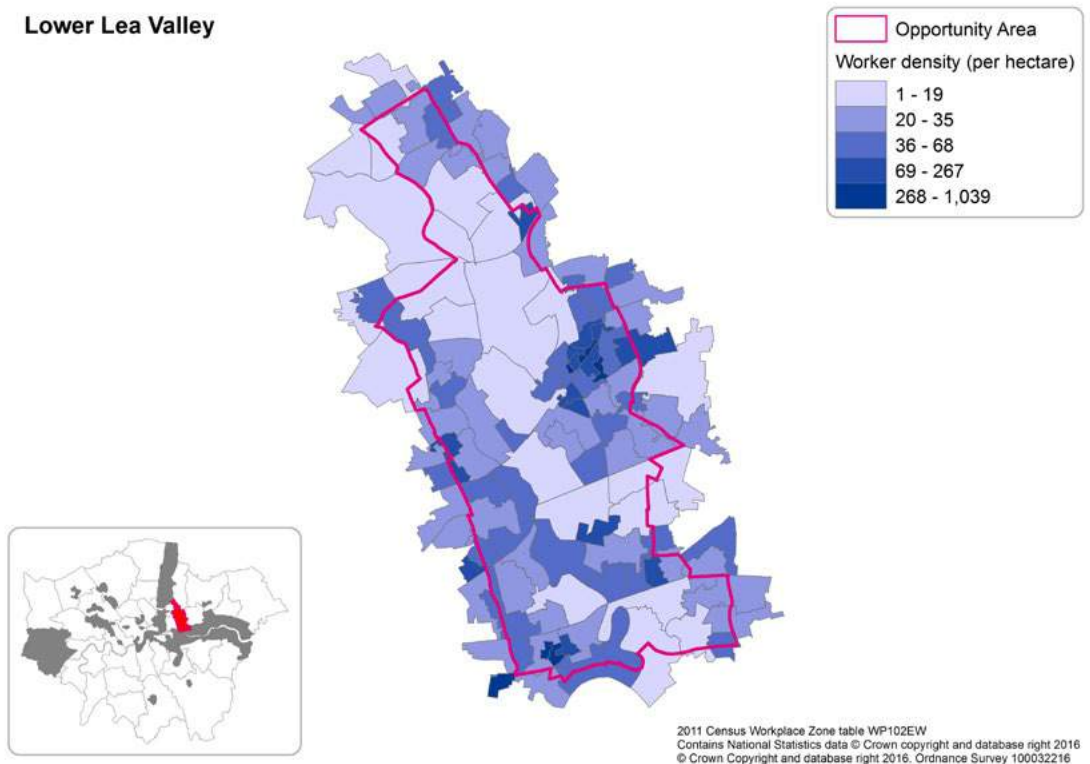 Lower Lea Valley
Opportunity Area
Worker density (per hectare)
1 - 19
20 - 35
36 - 68
69 - 267
268 - 1,039
2011 Census Workplace Zone table WP102EW
Contains National Statistics data © Crown copyright and database right 2016
© Crown Copyright and database right 2016. Ordnance Survey 100032216